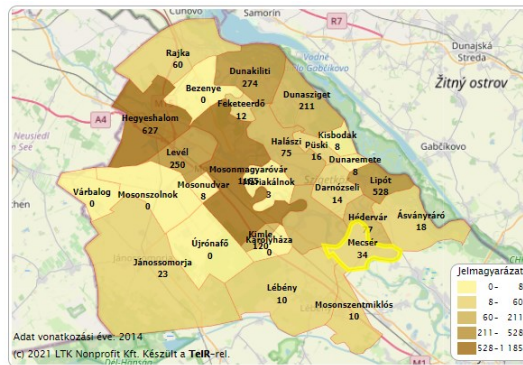 Čunovo
Šamorín
R7
Dunajská
Streda
Žitný ostrov
Gabčíkovo
Vodné
Rajka
60
Bezenye
0
Dunakiliti
274
Feketeerdő
12
Dunasziget
211
A4
Hegyeshalom
627
Levél
250
Halászi
75
Püski
16
Kisbodak
8
Dunaremete
8
Mosonmagyaróvár
Máriakálnok
3
Mosonudvar
8
Darnózseli
14
Lipót
528
Várbalog
0
Mosonszolnok
0
Hédervár
7
Ásványráró
18
Mecsér
34
Kimle
120
Károlyháza
0
Újrónafő
0
Jánossomorja
23
Lébény
10
Mosonszentmiklós
10
M1
Jelmagyarázat
0- 8
8- 60
60- 211
211- 528
528-1 185
Adat vonatkozási éve: 2014
(c) 2021 LTK Nonprofit Kft. Készült a TeIR-rel.